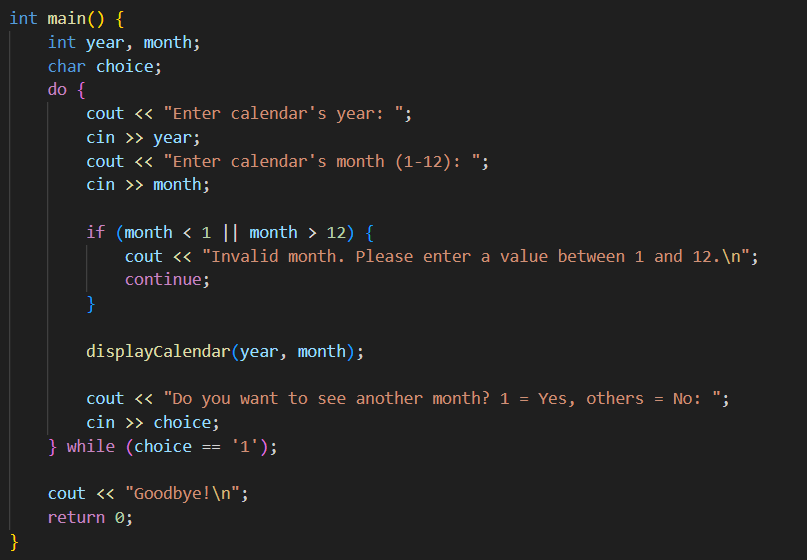 int main() {
    int year, month;
    char choice;
    do {
        cout << "Enter calendar's year: ";
        cin >> year;
        cout << "Enter calendar's month (1-12): ";
        cin >> month;

        if (month < 1 || month > 12) {
            cout << "Invalid month. Please enter a value between 1 and 12.\n";
            continue;
        }

        displayCalendar(year, month);

        cout << "Do you want to see another month? 1 = Yes, others = No: ";
        cin >> choice;
    } while (choice == '1');

    cout << "Goodbye!\n";
    return 0;
}